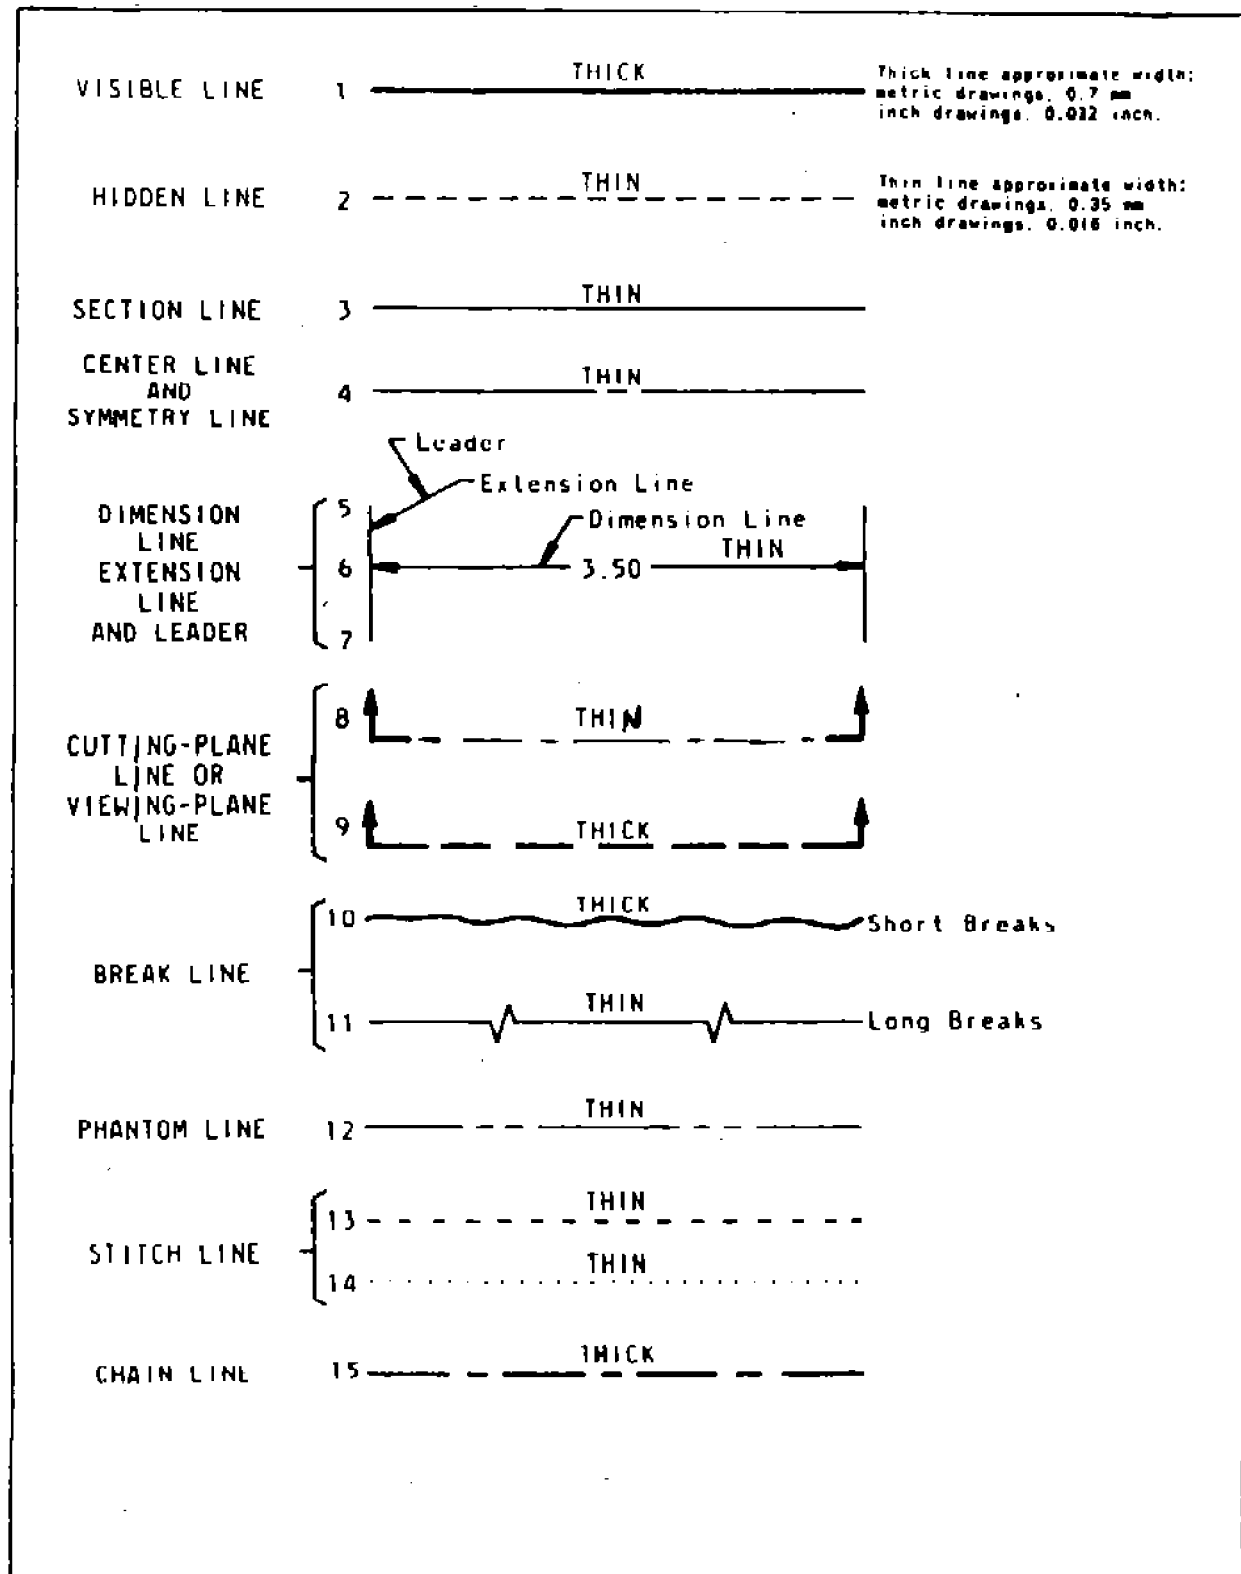 VISIBLE LINE 1 THICK
Thick line approximate width:
metric drawings, 0.7 mm
inch drawings, 0.032 inch.
HIDDEN LINE 2 THIN
Thin line approximate width:
metric drawings, 0.35 mm
inch drawings, 0.016 inch.
SECTION LINE 3 THIN
CENTER LINE
AND
SYMMETRY LINE
4 THIN
Leader
Extension Line
Dimension Line
THIN
DIMENSION
LINE
EXTENSION
LINE
AND LEADER
5
6
3.50
7
CUTTING-PLANE
LINE OR
VIEWING-PLANE
LINE
8 THIN
9 THICK
BREAK LINE
10 THICK Short Breaks
11 THIN Long Breaks
PHANTOM LINE 12 THIN
STITCH LINE
13 THIN
14 THIN
CHAIN LINE 15 THICK